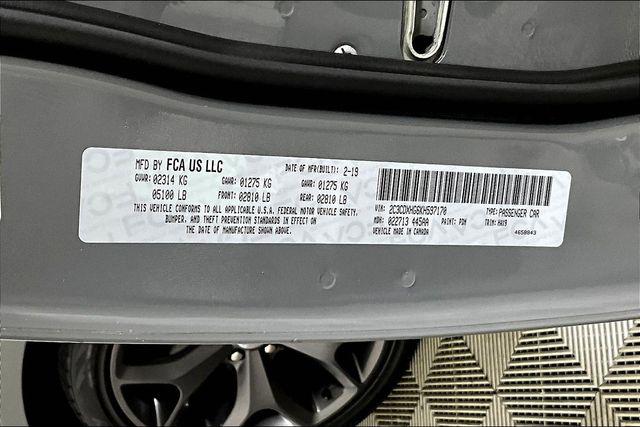 MFD BY FCA US LLC DATE OF MFR(BUILT): 2-19
GVWR: 02314 KG GAWR: 01275 KG GAWR: 01275 KG
05100 LB FRONT: 02810 LB REAR: 02810 LB
THIS VEHICLE CONFORMS TO ALL APPLICABLE U.S.A. FEDERAL MOTOR VEHICLE SAFETY,
BUMPER, AND THEFT PREVENTION STANDARDS IN EFFECT ON
THE DATE OF MANUFACTURE SHOWN ABOVE.
VIN: 2C3CDXHG6KH597170 TYPE: PASSENGER CAR
MDH: 022713 445AA PAINT: PDN TRIM: HAX9
VEHICLE MADE IN CANADA 4658843